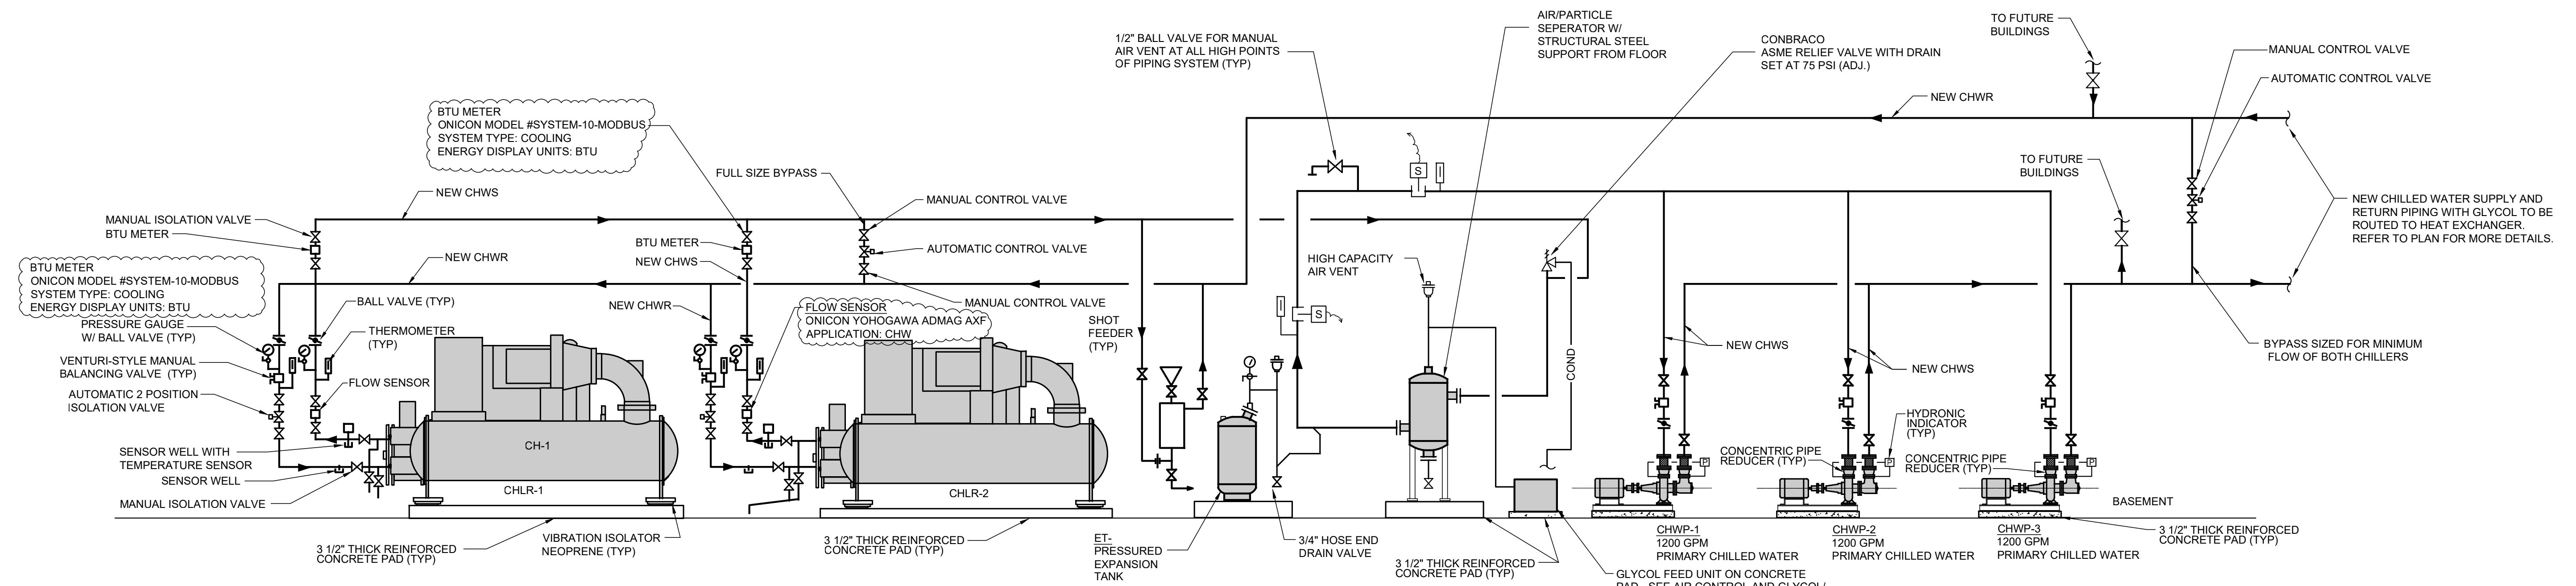 AIR/PARTICLE
SEPERATOR W/
STRUCTURAL STEEL
SUPPORT FROM FLOOR
TO FUTURE
BUILDINGS
1/2" BALL VALVE FOR MANUAL
AIR VENT AT ALL HIGH POINTS
OF PIPING SYSTEM (TYP)
CONBRACO
ASME RELIEF VALVE WITH DRAIN
SET AT 75 PSI (ADJ.)
MANUAL CONTROL VALVE
AUTOMATIC CONTROL VALVE
NEW CHWR
BTU METER
ONICON MODEL #SYSTEM-10-MODBUS
SYSTEM TYPE: COOLING
ENERGY DISPLAY UNITS: BTU
FULL SIZE BYPASS
S
TO FUTURE
BUILDINGS
NEW CHWS
MANUAL CONTROL VALVE
NEW CHILLED WATER SUPPLY AND
RETURN PIPING WITH GLYCOL TO BE
ROUTED TO HEAT EXCHANGER.
REFER TO PLAN FOR MORE DETAILS.
MANUAL ISOLATION VALVE
BTU METER
BTU METER
AUTOMATIC CONTROL VALVE
NEW CHWR
NEW CHWS
HIGH CAPACITY
AIR VENT
BTU METER
ONICON MODEL #SYSTEM-10-MODBUS
SYSTEM TYPE: COOLING
ENERGY DISPLAY UNITS: BTU
BALL VALVE (TYP)
NEW CHWR
FLOW SENSOR
ONICON YOHOGAWA ADMAG AXF
APPLICATION: CHW
MANUAL CONTROL VALVE
SHOT
FEEDER
(TYP)
S
PRESSURE GAUGE
W/ BALL VALVE (TYP)
THERMOMETER
(TYP)
NEW CHWS
BYPASS SIZED FOR MINIMUM
FLOW OF BOTH CHILLERS
VENTURI-STYLE MANUAL
BALANCING VALVE (TYP)
COND
NEW CHWS
FLOW SENSOR
AUTOMATIC 2 POSITION
ISOLATION VALVE
HYDRONIC
INDICATOR
(TYP)
SENSOR WELL WITH
TEMPERATURE SENSOR
SENSOR WELL
MANUAL ISOLATION VALVE
CH-1
CHLR-1
CHLR-2
CONCENTRIC PIPE
REDUCER (TYP)
CONCENTRIC PIPE
REDUCER (TYP)
P
P
P
BASEMENT
3 1/2" THICK REINFORCED
CONCRETE PAD (TYP)
VIBRATION ISOLATOR
NEOPRENE (TYP)
3 1/2" THICK REINFORCED
CONCRETE PAD (TYP)
ET-
PRESSURED
EXPANSION
TANK
3/4" HOSE END
DRAIN VALVE
3 1/2" THICK REINFORCED
CONCRETE PAD (TYP)
CHWP-1
1200 GPM
PRIMARY CHILLED WATER
CHWP-2
1200 GPM
PRIMARY CHILLED WATER
CHWP-3
1200 GPM
PRIMARY CHILLED WATER
3 1/2" THICK REINFORCED
CONCRETE PAD (TYP)
GLYCOL FEED UNIT ON CONCRETE
PAD. SEE AIR CONTROL AND GLYCOL/